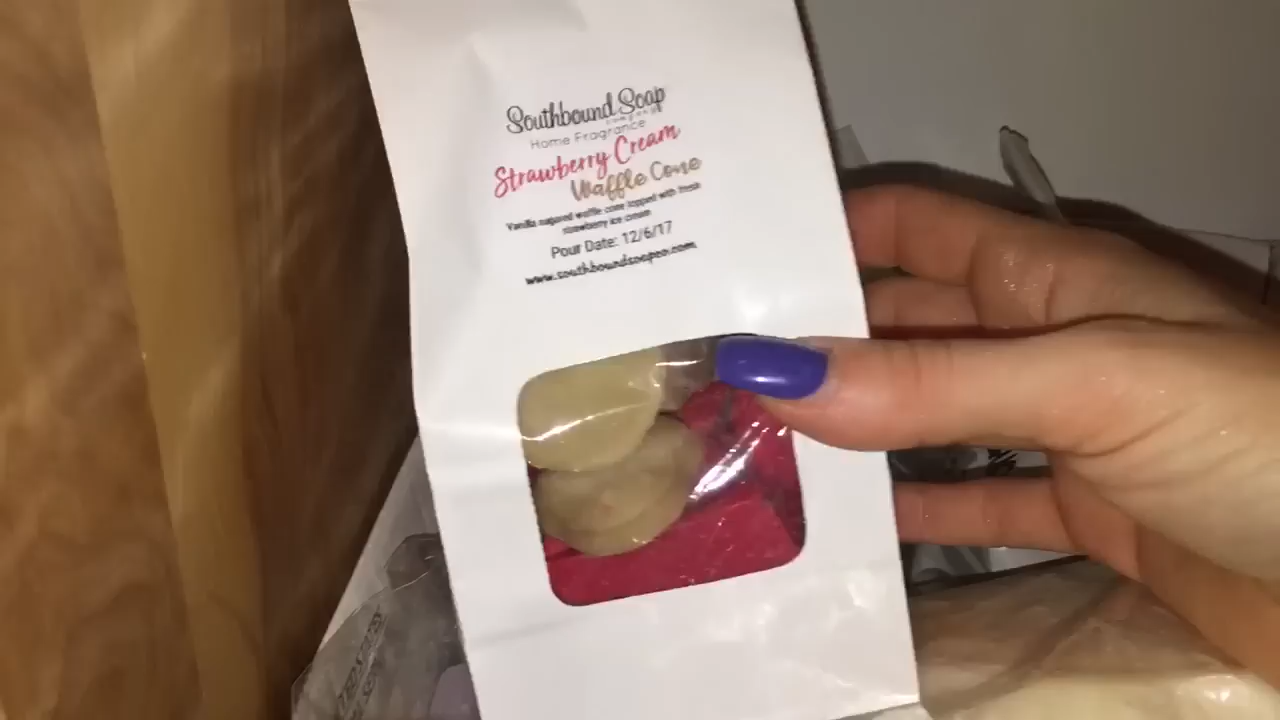 Southbound Soap
company
Home Fragrance
Strawberry Cream
Waffle Cone
Vanilla sugared waffle cone topped with fresh
strawberry ice cream
Pour Date: 12/6/17
www.southboundsoapco.com